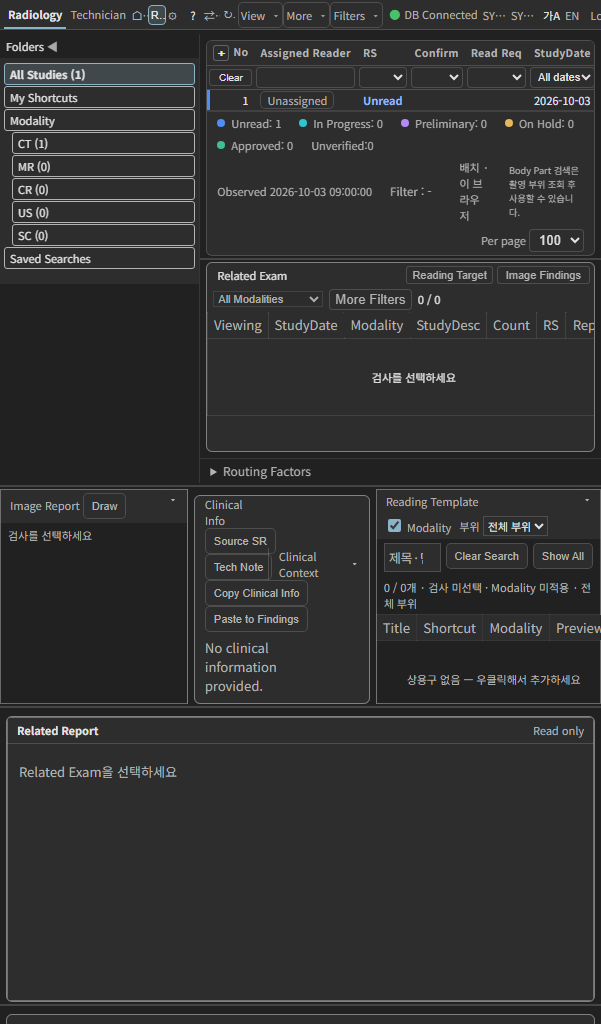 Radiology Technician R.. ? View More Filters DB Connected SY⋯ SY⋯ 가A EN Lo
Folders ◀
All Studies (1)
My Shortcuts
Modality
CT (1)
MR (0)
CR (0)
US (0)
SC (0)
Saved Searches
+ No Assigned Reader RS Confirm Read Req StudyDate
Clear All dates
1 Unassigned Unread 2026-10-03
Unread: 1 In Progress: 0 Preliminary: 0 On Hold: 0
Approved: 0 Unverified:0
Observed 2026-10-03 09:00:00 Filter : -
배치 ·
이 브
라우
저
Body Part 검색은
촬영 부위 조회 후
사용할 수 있습니
다.
Per page 100
Related Exam Reading Target Image Findings
All Modalities More Filters 0 / 0
Viewing StudyDate Modality StudyDesc Count RS Rep
검사를 선택하세요
▶ Routing Factors
Image Report Draw
검사를 선택하세요
Clinical
Info
Source SR
Tech Note
Clinical
Context
Copy Clinical Info
Paste to Findings
No clinical
information
provided.
Reading Template
Modality 부위 전체 부위
제목·
Clear Search Show All
0 / 0개 · 검사 미선택 · Modality 미적용 · 전
체 부위
Title Shortcut Modality Preview
상용구 없음 — 우클릭해서 추가하세요
Related Report Read only
Related Exam을 선택하세요